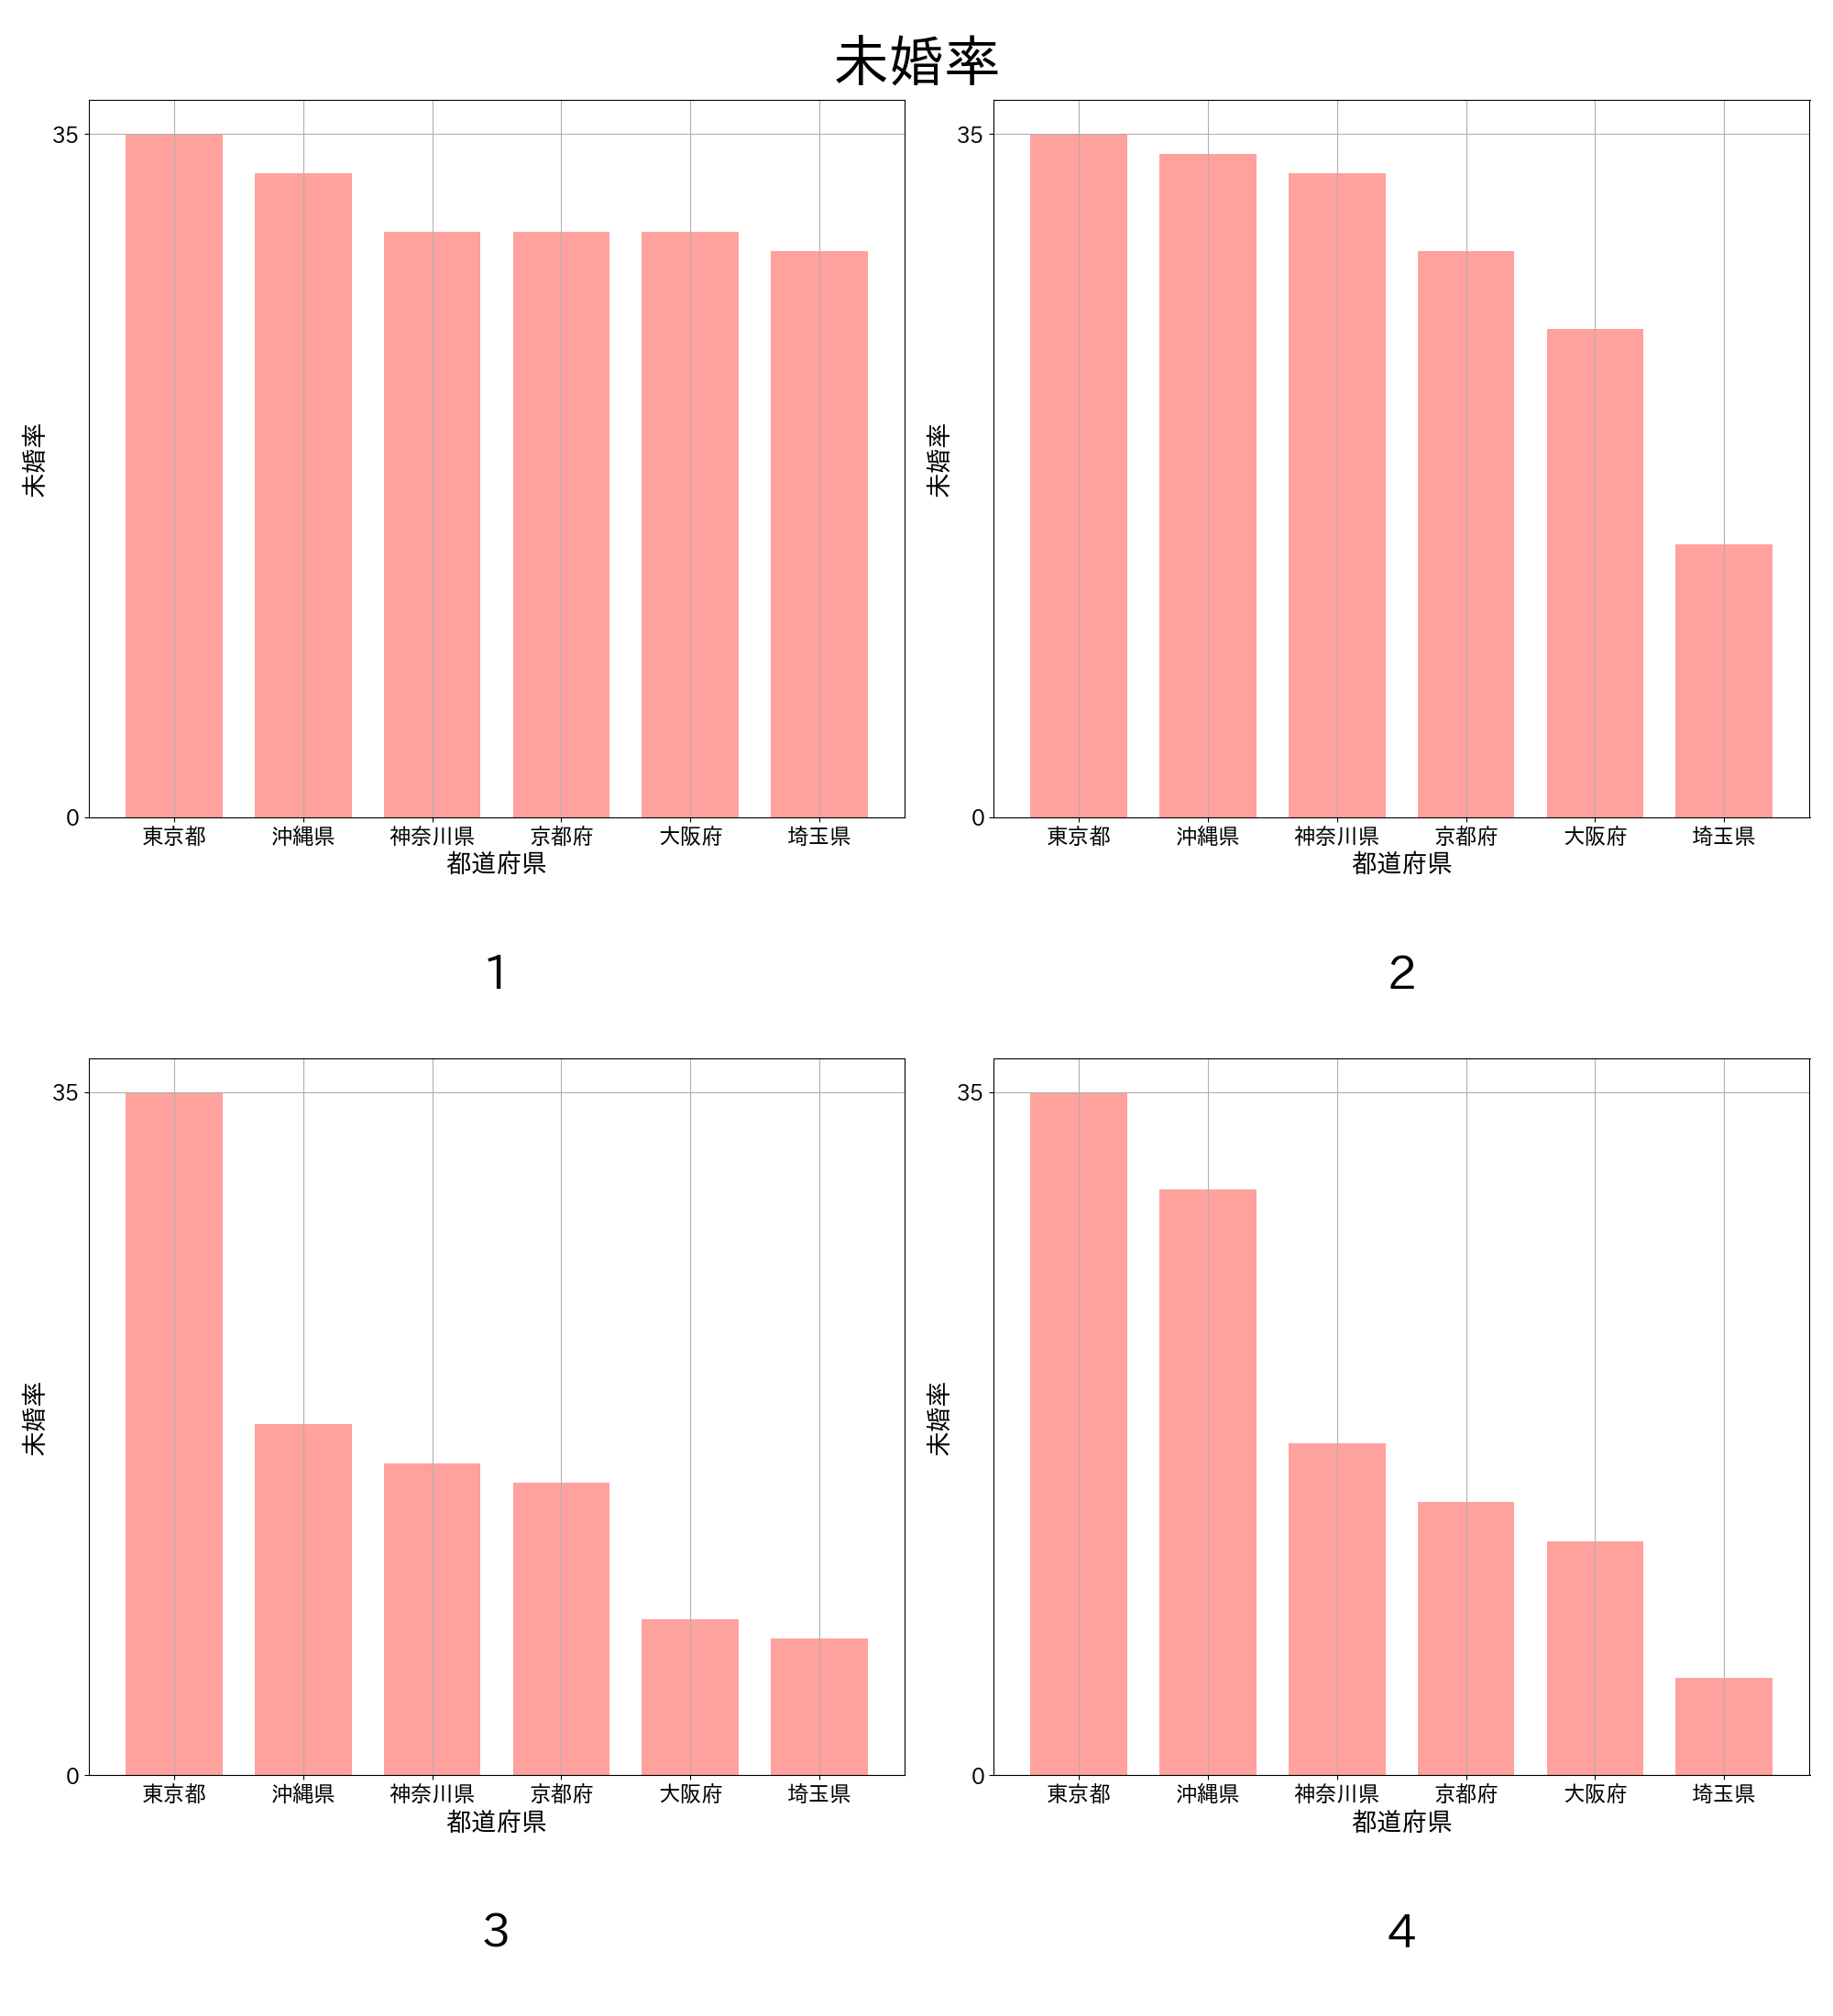 未婚率
35
0
未婚率
東京都 沖縄県 神奈川県 京都府 大阪府 埼玉県
都道府県
1
35
0
未婚率
東京都 沖縄県 神奈川県 京都府 大阪府 埼玉県
都道府県
2
35
0
未婚率
東京都 沖縄県 神奈川県 京都府 大阪府 埼玉県
都道府県
3
35
0
未婚率
東京都 沖縄県 神奈川県 京都府 大阪府 埼玉県
都道府県
4